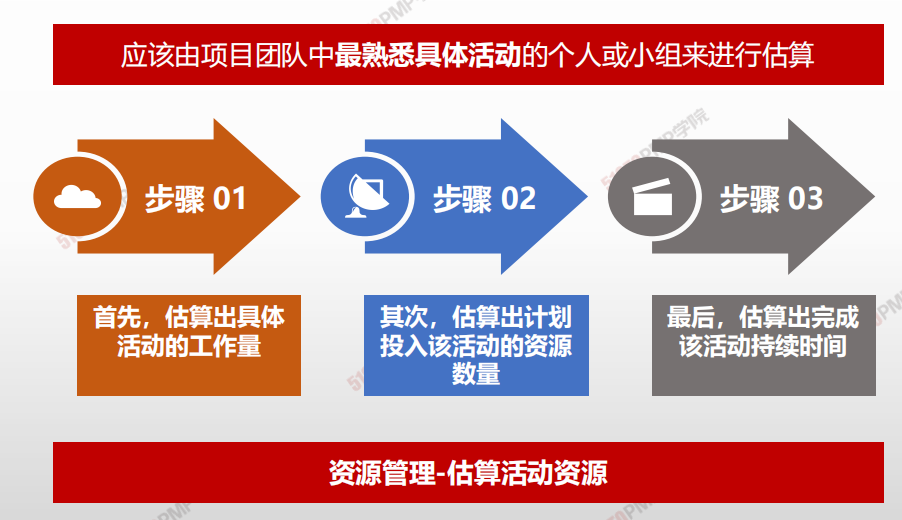 应该由项目团队中最熟悉具体活动的个人或小组来进行估算
步骤 01
步骤 02
步骤 03
首先，估算出具体
活动的工作量
其次，估算出计划
投入该活动的资源
数量
最后，估算出完成
该活动持续时间
资源管理-估算活动资源